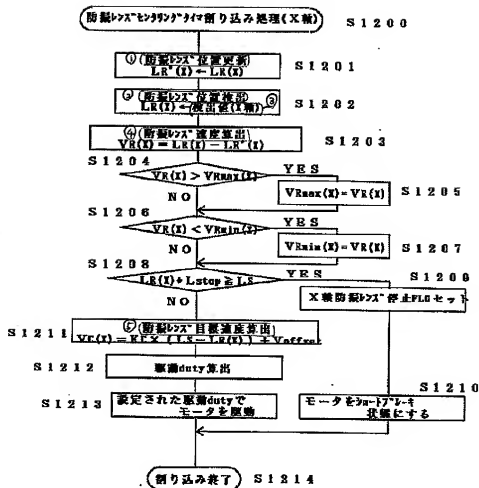 防振レンズセンタリングタイマ割り込み処理(X軸) S1200
①(防振レンズ位置更新)
LR"(X)←LR(X) S1201
②(防振レンズ位置検出)
LR(X)←(検出値(X軸))③ S1202
④(防振レンズ速度算出)
VR(X)=LR(X)-LR"(X) S1203
S1204
VR(X)>VRmax(X) YES
NO
VRmax(X)=VR(X) S1205
S1206
VR(X)<VRmin(X) YES
NO
VRmin(X)=VR(X) S1207
S1208
LR(X)+Lstop≧LS YES
NO
S1209
X軸防振レンズ停止FLGセット
S1211
⑤(防振レンズ目標速度算出)
VC(X)=KC×(LS-LR(X))+Voffset
S1212
駆動duty算出
S1213
設定された駆動dutyで
モータを駆動
S1210
モータをショートブレーキ
状態にする
割り込み終了 S1214